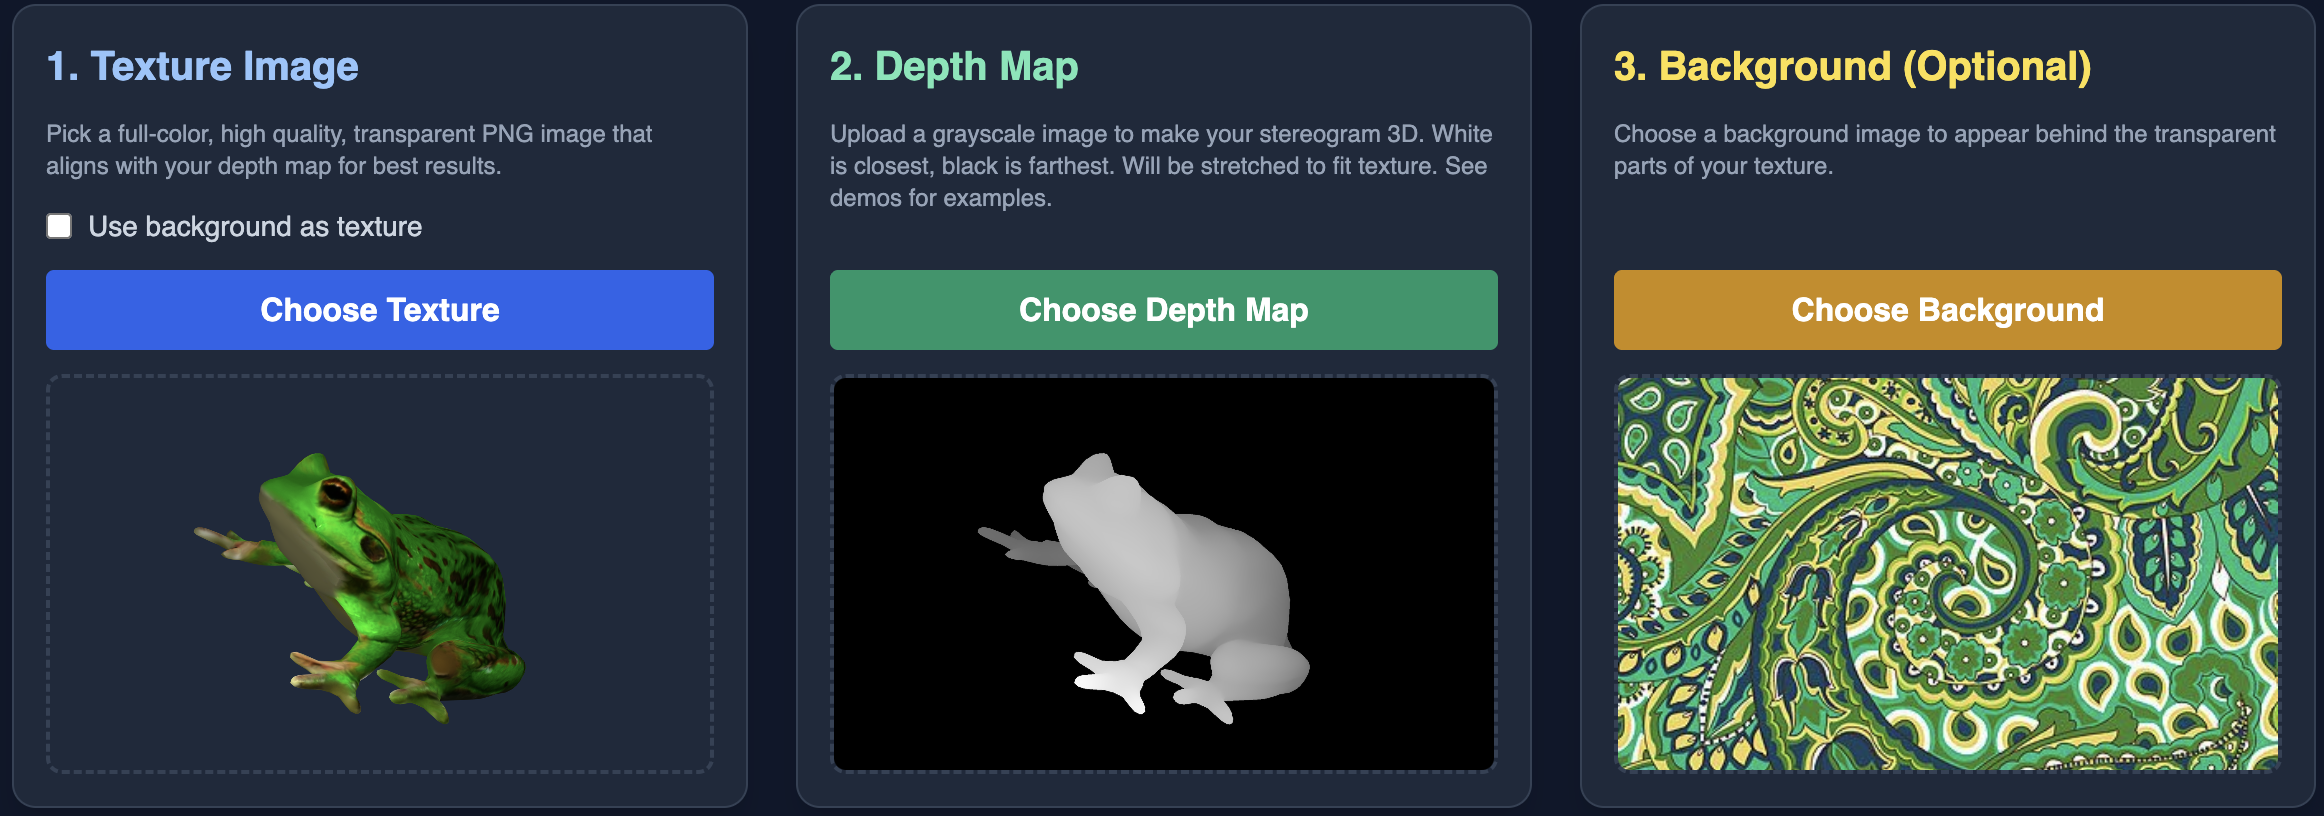 1. Texture Image
Pick a full-color, high quality, transparent PNG image that
aligns with your depth map for best results.
Use background as texture
Choose Texture
2. Depth Map
Upload a grayscale image to make your stereogram 3D. White
is closest, black is farthest. Will be stretched to fit texture. See
demos for examples.
Choose Depth Map
3. Background (Optional)
Choose a background image to appear behind the transparent
parts of your texture.
Choose Background